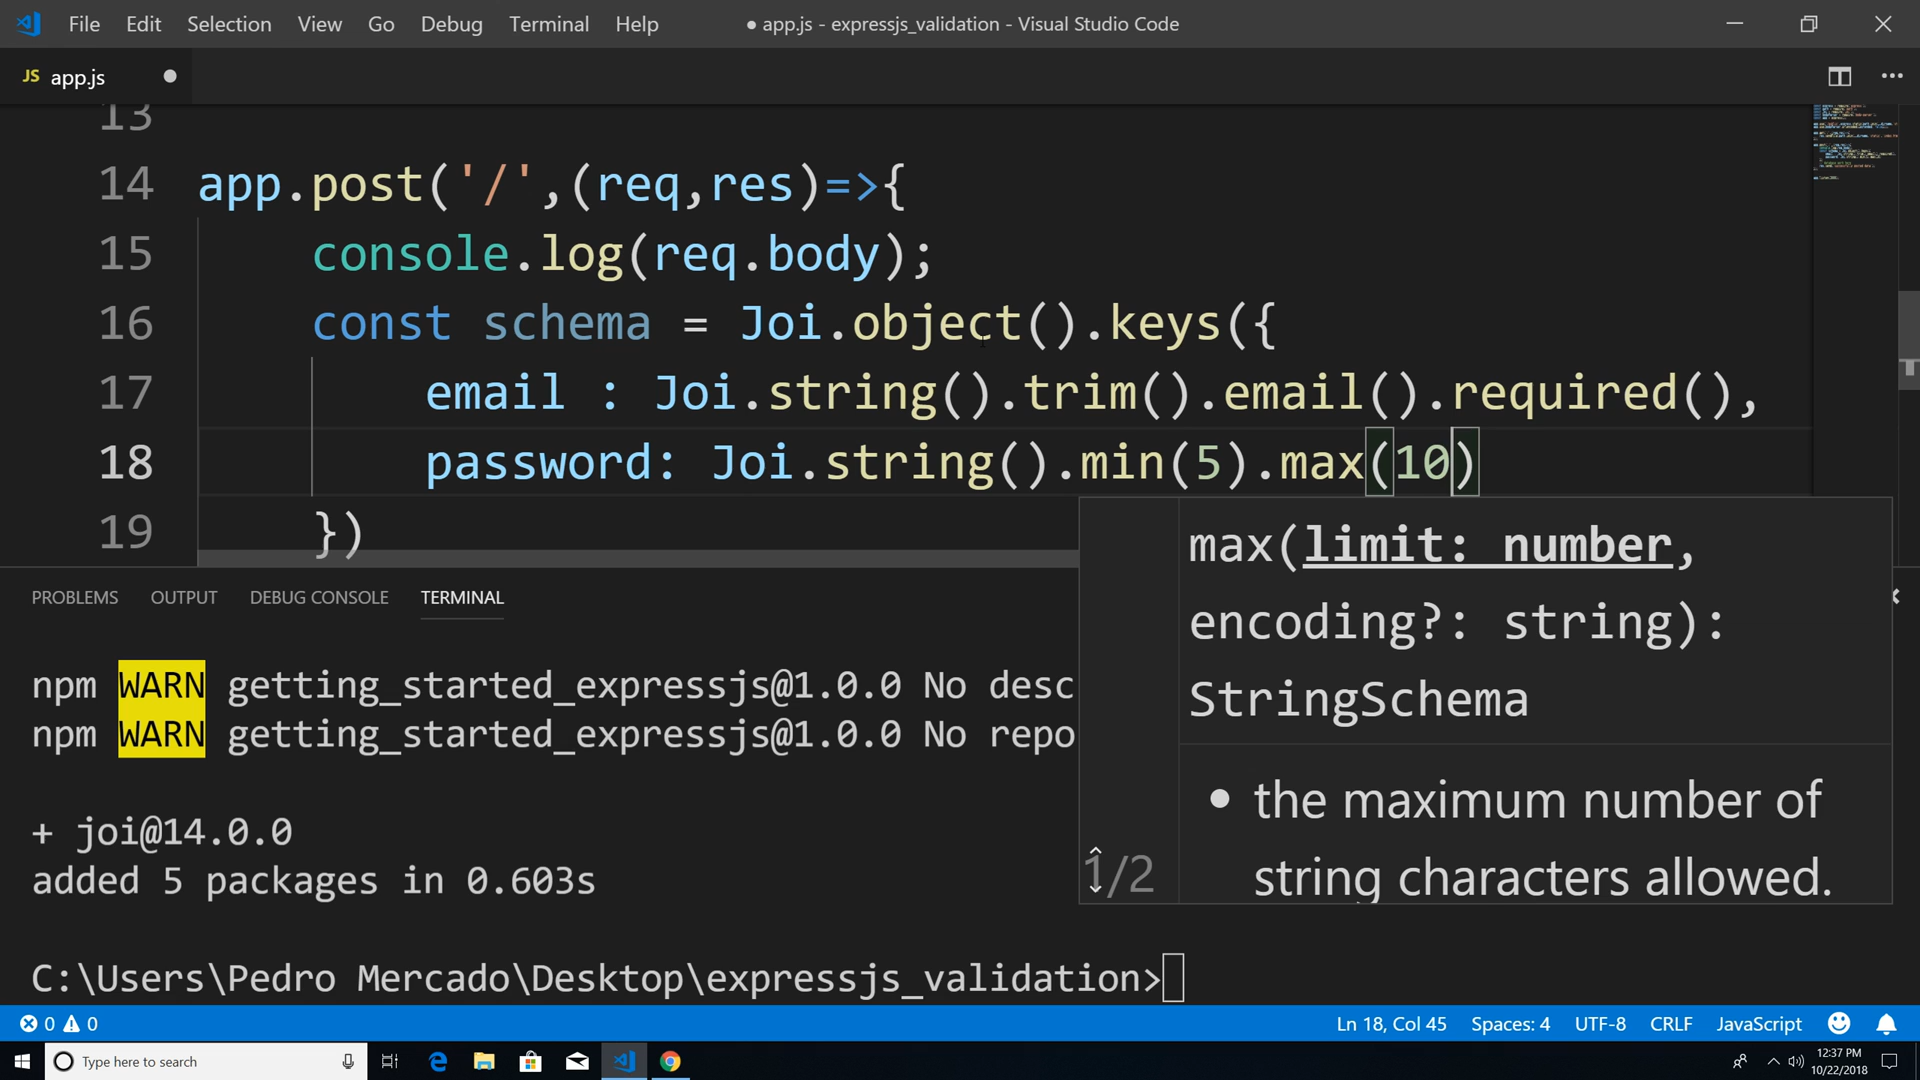 File Edit Selection View Go Debug Terminal Help ● app.js - expressjs_validation - Visual Studio Code
JS app.js
13
14 app.post('/',(req,res)=>{
15 console.log(req.body);
16 const schema = Joi.object().keys({
17 email : Joi.string().trim().email().required(),
18 password: Joi.string().min(5).max(10)
19 })
max(limit: number,
encoding?: string):
StringSchema
• the maximum number of
string characters allowed.
1/2
PROBLEMS OUTPUT DEBUG CONSOLE TERMINAL
npm WARN getting_started_expressjs@1.0.0 No desc
npm WARN getting_started_expressjs@1.0.0 No repo
+ joi@14.0.0
added 5 packages in 0.603s
C:\Users\Pedro Mercado\Desktop\expressjs_validation>
0 0 Ln 18, Col 45 Spaces: 4 UTF-8 CRLF JavaScript
Type here to search
12:37 PM
10/22/2018